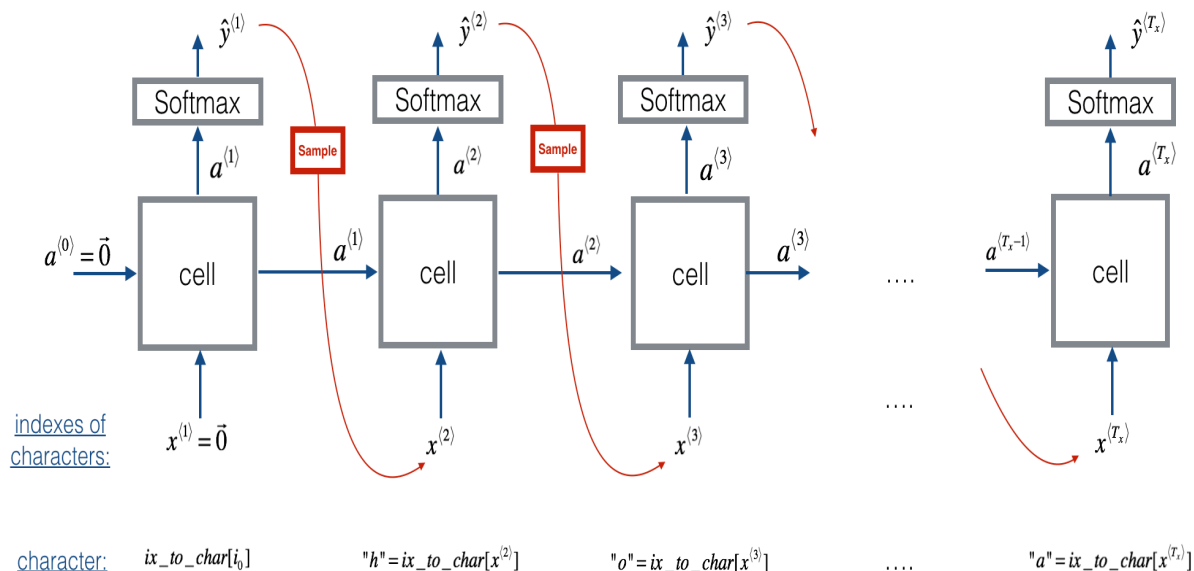 ŷ⟨1⟩ ŷ⟨2⟩ ŷ⟨3⟩ ŷ⟨Tx⟩
Softmax Softmax Softmax Softmax
Sample Sample
a⟨1⟩ a⟨2⟩ a⟨3⟩ a⟨Tx⟩
a⟨0⟩ = 0⃗ cell a⟨1⟩ cell a⟨2⟩ cell a⟨3⟩ .... a⟨Tx−1⟩ cell
indexes of
characters:
x⟨1⟩ = 0⃗ x⟨2⟩ x⟨3⟩ .... x⟨Tx⟩
character: ix_to_char[i₀] "h" = ix_to_char[x⟨2⟩] "o" = ix_to_char[x⟨3⟩] .... "a" = ix_to_char[x⟨Tx⟩]